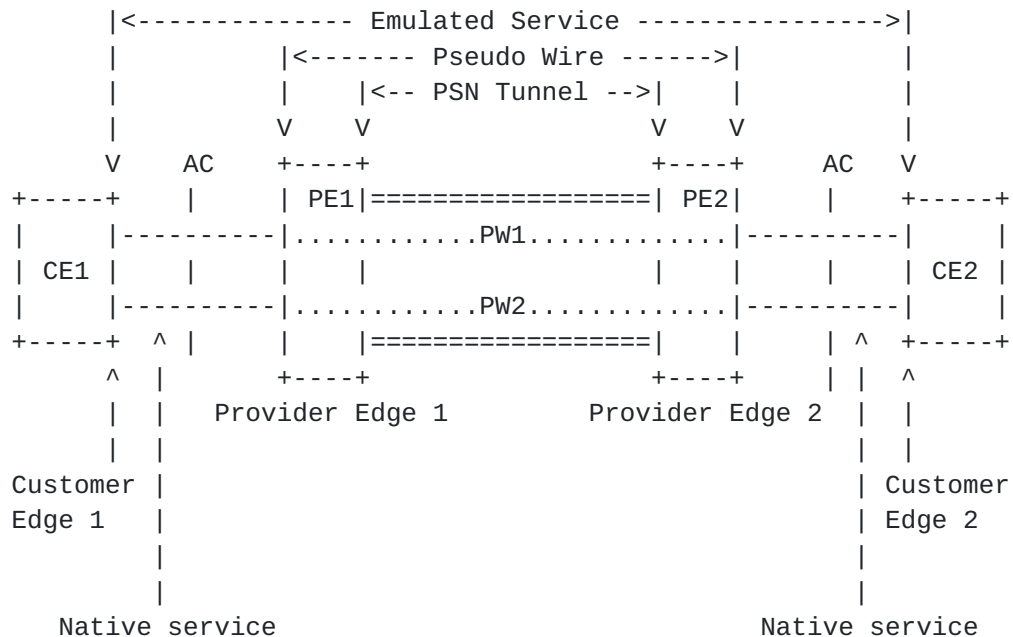 |<-------------- Emulated Service ---------------->|
|          |<------- Pseudo Wire ------>|          |
|          |    |<-- PSN Tunnel -->|    |          |
|          V    V                  V    V          |
V    AC    +----+                  +----+     AC   V
+-----+    |     | PE1|==================| PE2|     |    +-----+
|     |----------|............PW1.............|----------|     |
| CE1 |    |     |    |                  |    |     |    | CE2 |
|     |----------|............PW2.............|----------|     |
+-----+  ^ |     |    |==================|    |     | ^  +-----+
^  |       +----+                  +----+     | |  ^
|  |   Provider Edge 1         Provider Edge 2  |  |
|  |                                            |  |
Customer |                                            | Customer
Edge 1   |                                            | Edge 2
|                                            |
|                                            |
Native service                               Native service